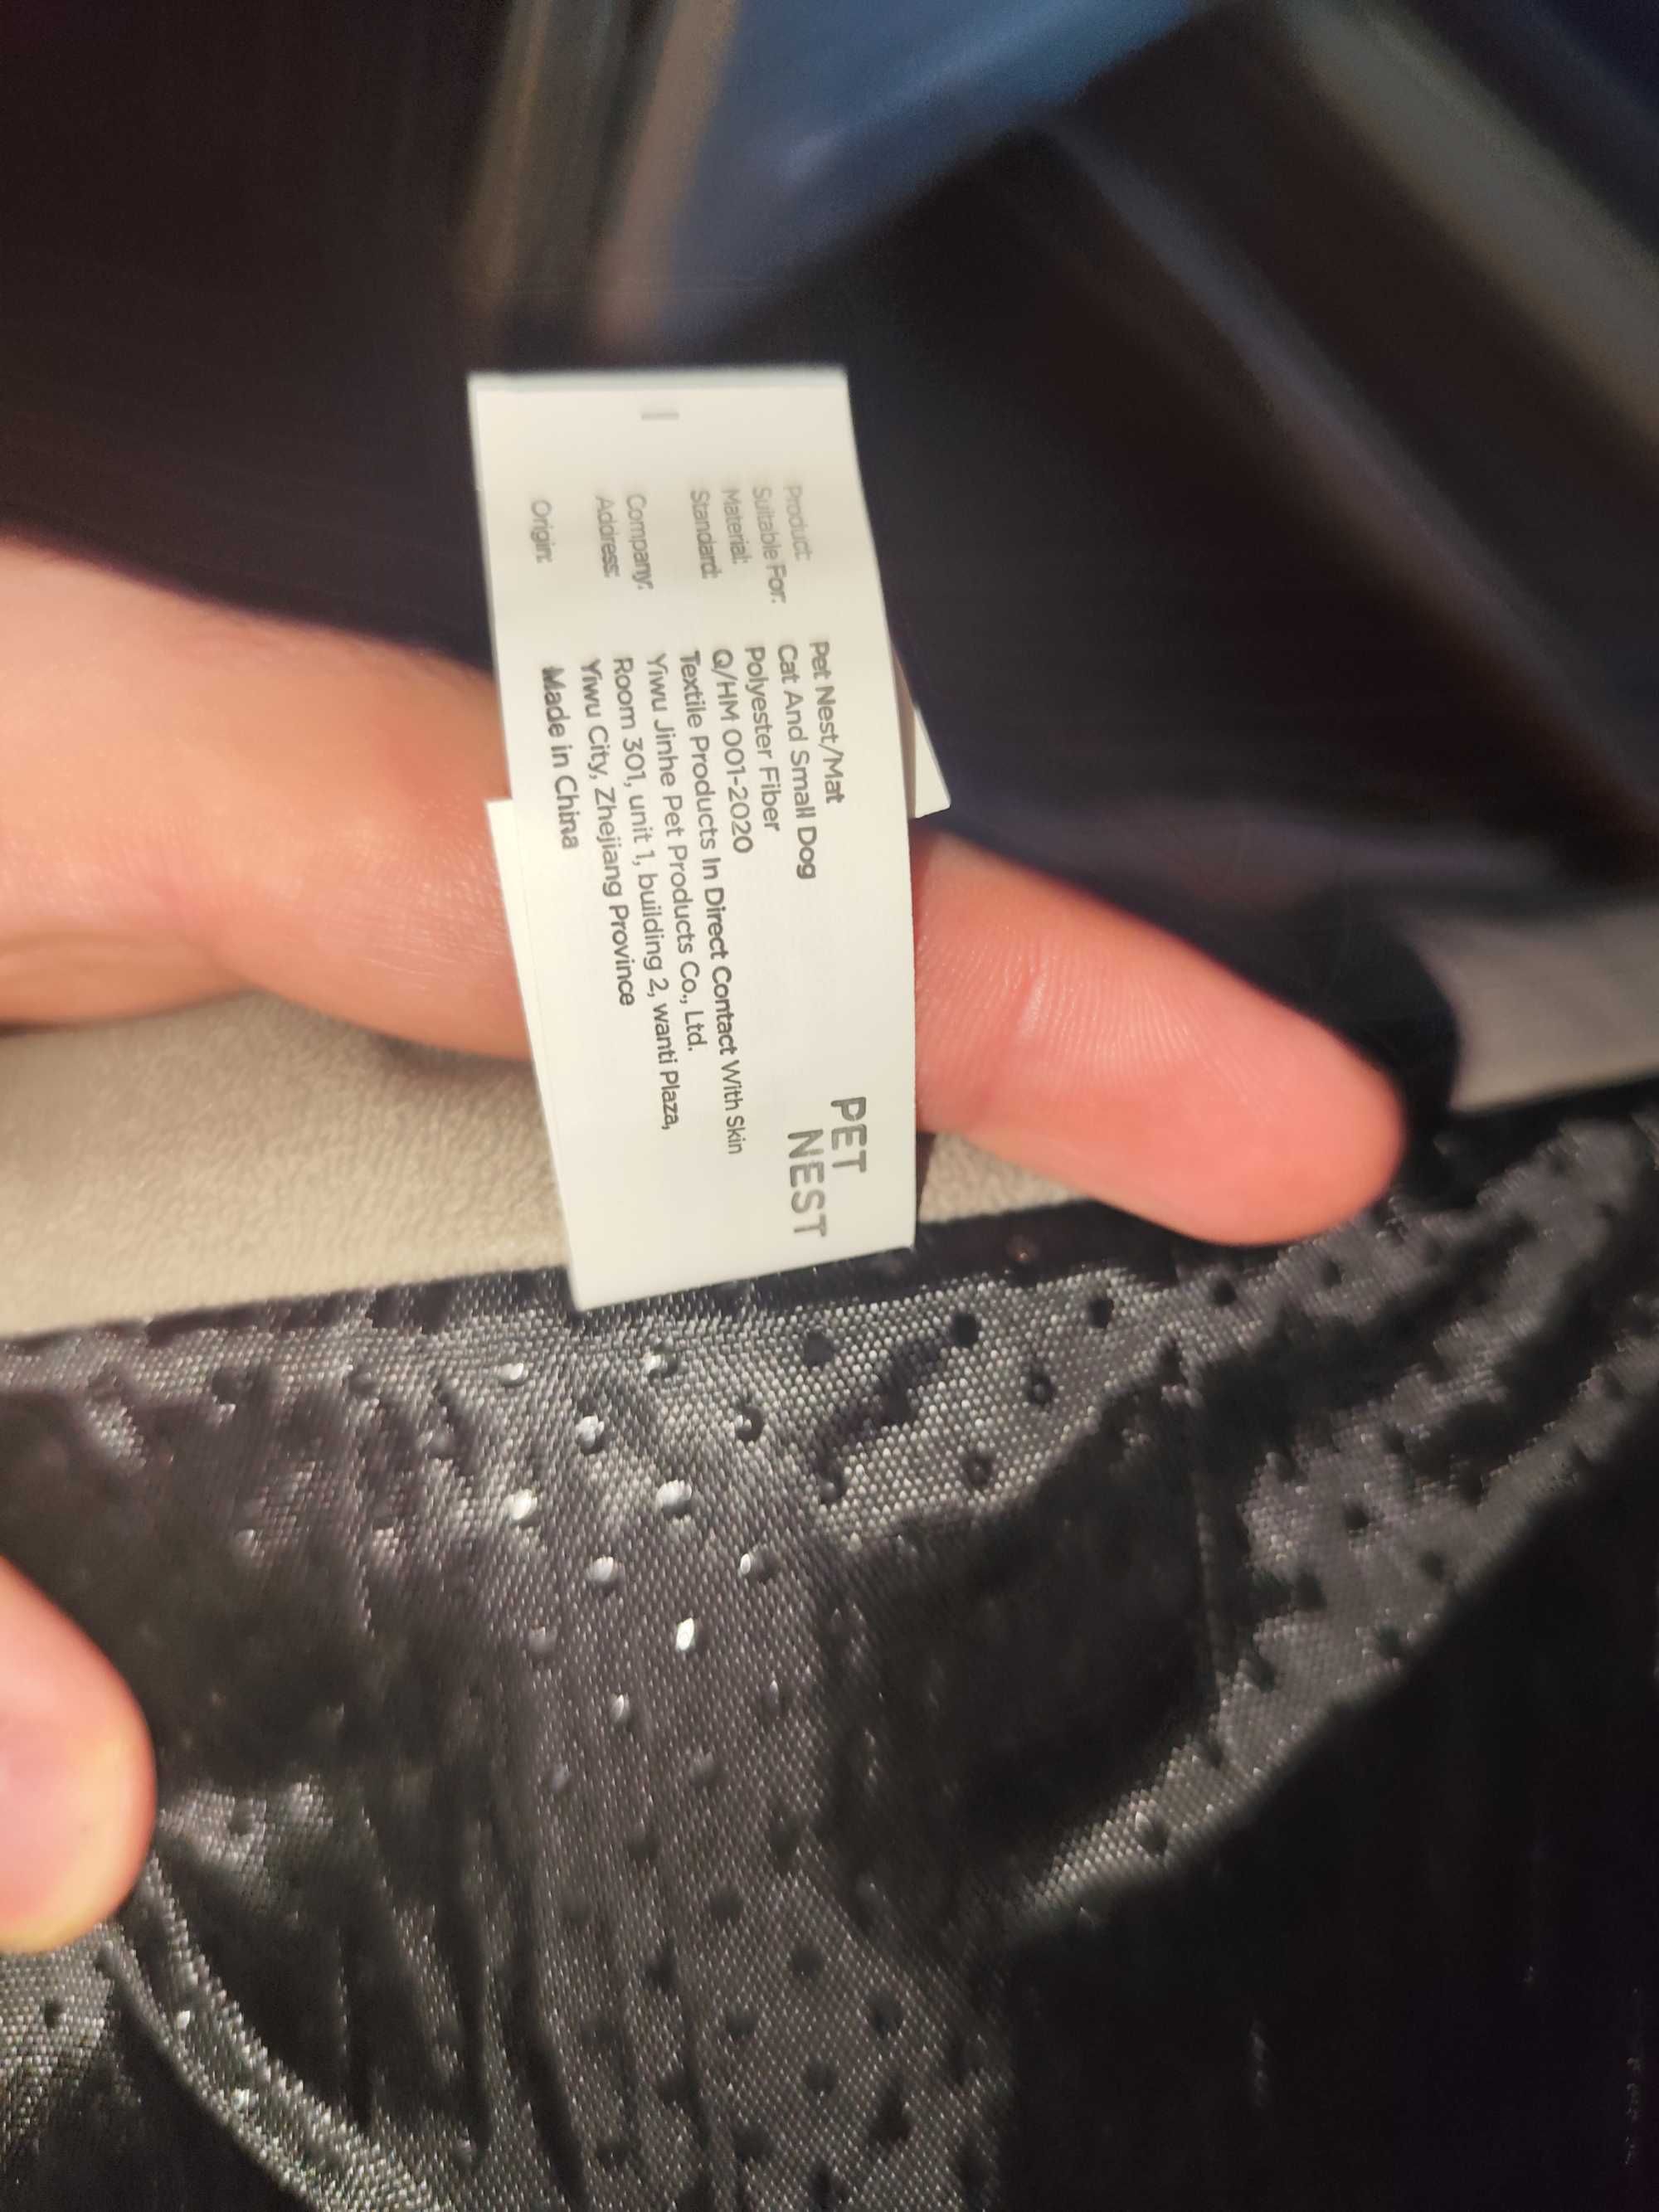 PET
NEST
Product: Pet Nest/Mat
Suitable For: Cat And Small Dog
Material: Polyester Fiber
Standard: Q/HM 001-2020
Textile Products In Direct Contact With Skin
Company: Yiwu Jinhe Pet Products Co., Ltd.
Address: Room 301, unit 1, building 2, wanti Plaza,
Yiwu City, Zhejiang Province
Origin: Made in China